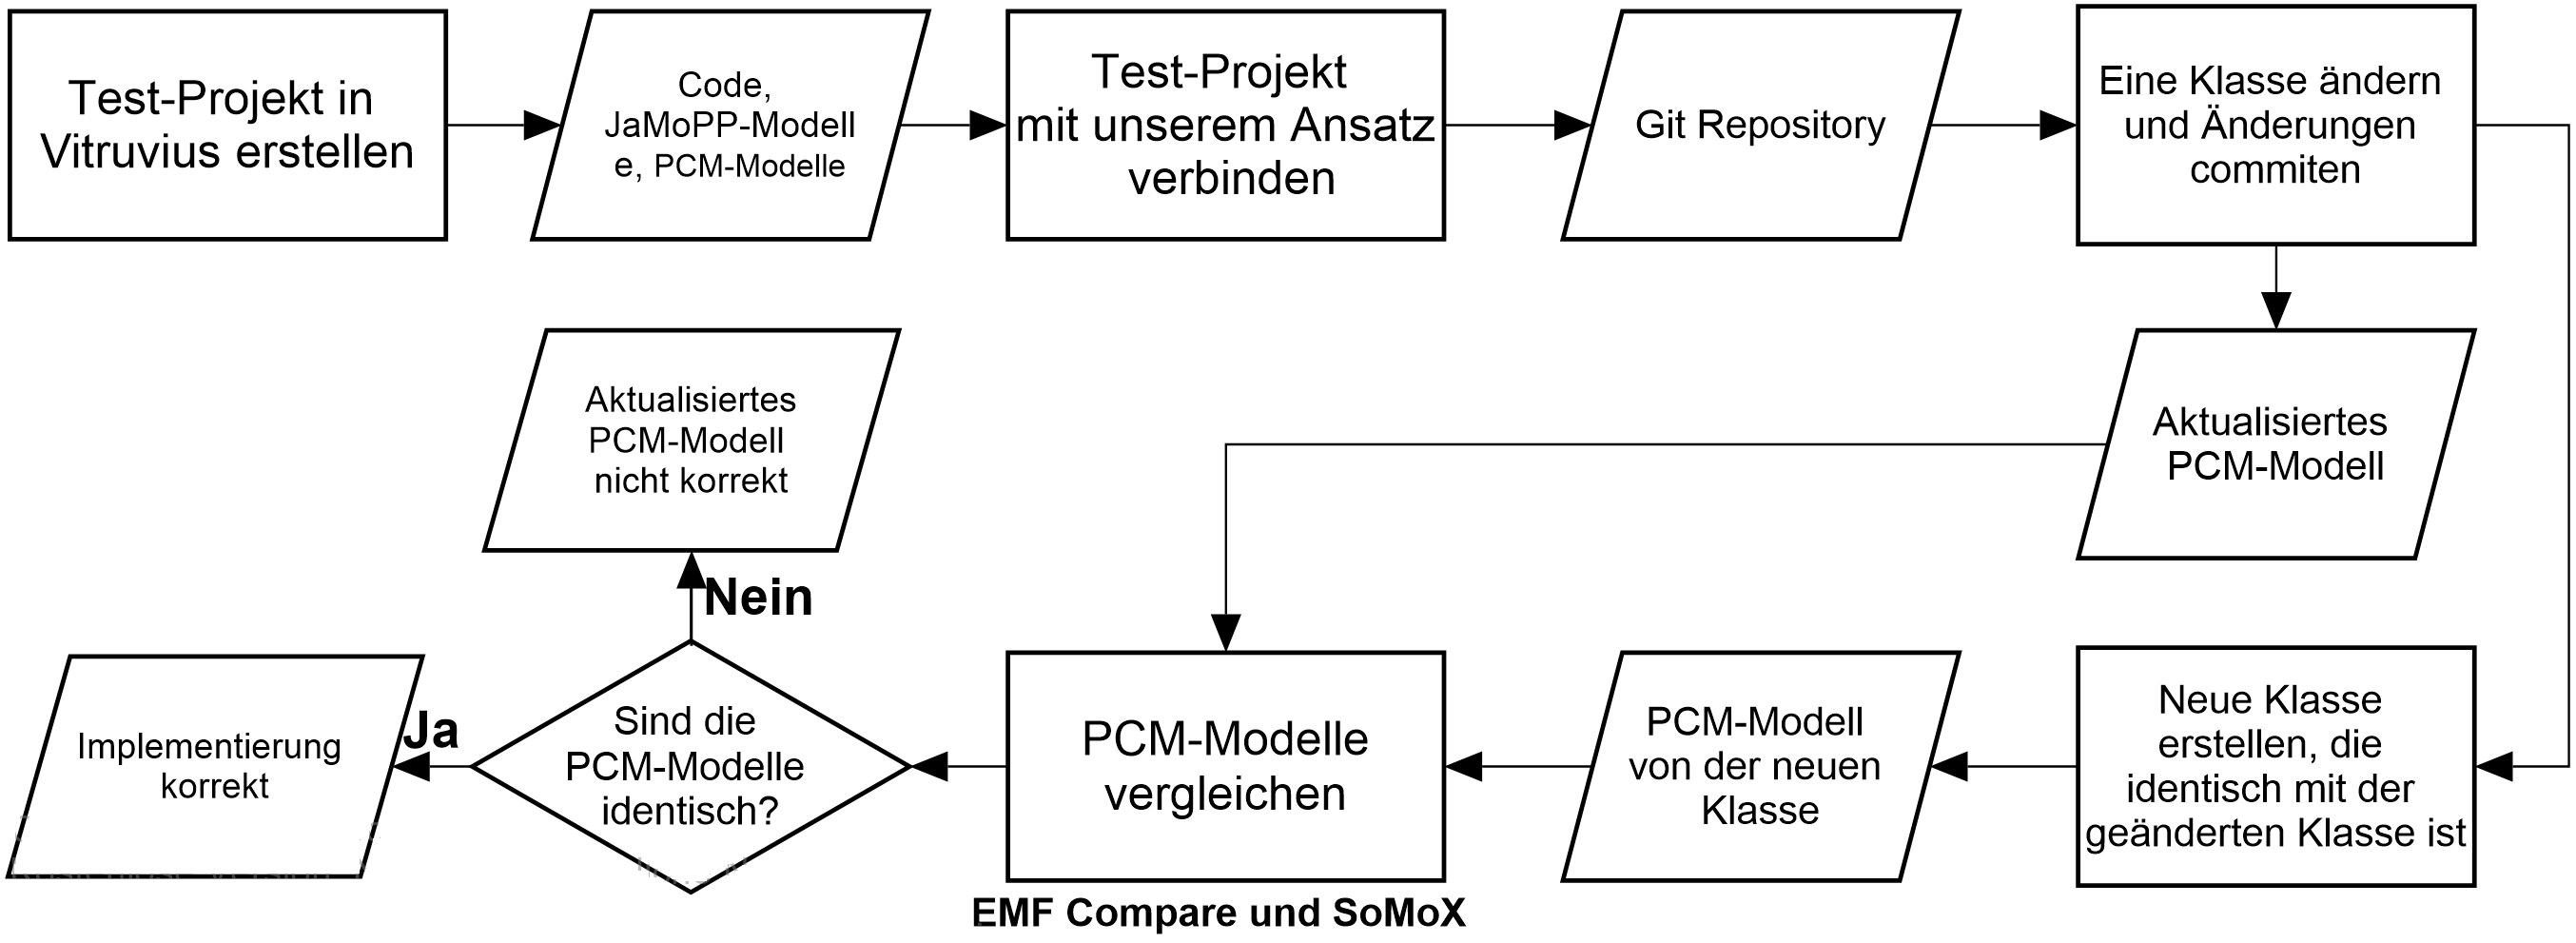 Test-Projekt in
Vitruvius erstellen
Code,
JaMoPP-Modell
e, PCM-Modelle
Test-Projekt
mit unserem Ansatz
verbinden
Git Repository
Eine Klasse ändern
und Änderungen
commiten
Aktualisiertes
PCM-Modell
Neue Klasse
erstellen, die
identisch mit der
geänderten Klasse ist
PCM-Modell
von der neuen
Klasse
PCM-Modelle
vergleichen
EMF Compare und SoMoX
Sind die
PCM-Modelle
identisch?
Nein
Aktualisiertes
PCM-Modell
nicht korrekt
Ja
Implementierung
korrekt